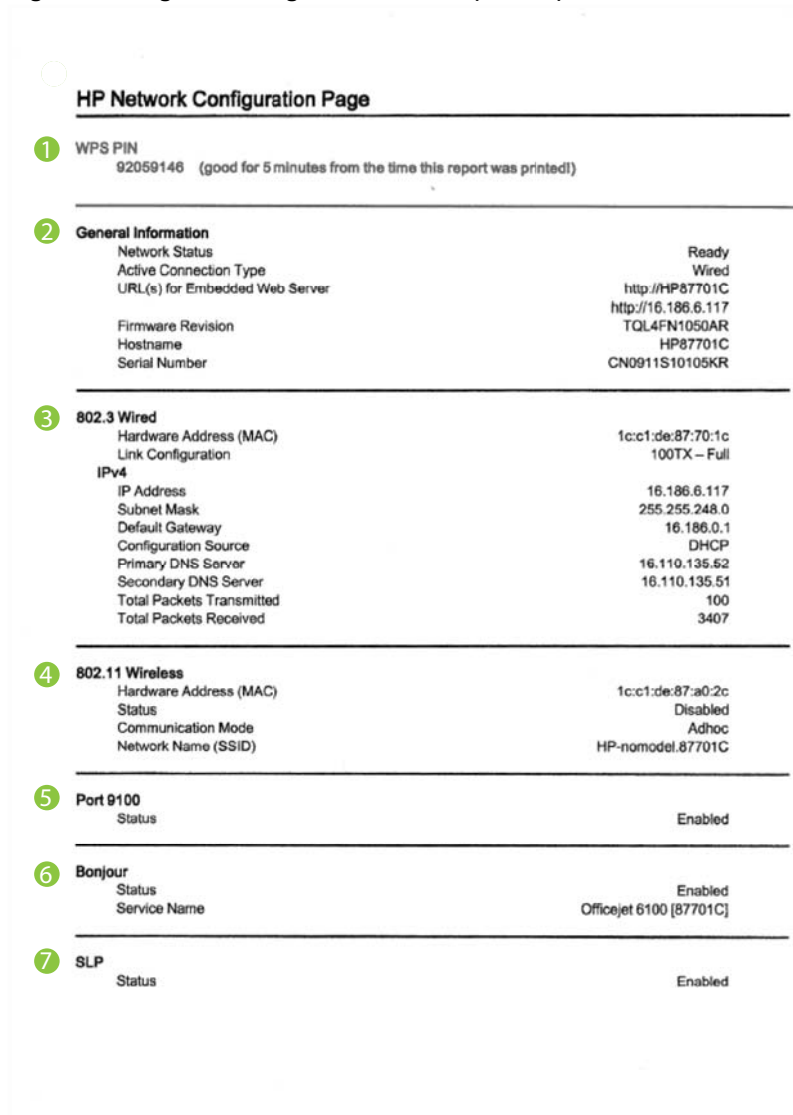 HP Network Configuration Page
1 WPS PIN
92059146 (good for 5 minutes from the time this report was printed!)
2 General Information
Network Status Ready
Active Connection Type Wired
URL(s) for Embedded Web Server http://HP87701C
http://16.186.6.117
Firmware Revision TQL4FN1050AR
Hostname HP87701C
Serial Number CN0911S10105KR
3 802.3 Wired
Hardware Address (MAC) 1c:c1:de:87:70:1c
Link Configuration 100TX – Full
IPv4
IP Address 16.186.6.117
Subnet Mask 255.255.248.0
Default Gateway 16.186.0.1
Configuration Source DHCP
Primary DNS Server 16.110.135.52
Secondary DNS Server 16.110.135.51
Total Packets Transmitted 100
Total Packets Received 3407
4 802.11 Wireless
Hardware Address (MAC) 1c:c1:de:87:a0:2c
Status Disabled
Communication Mode Adhoc
Network Name (SSID) HP-nomodel.87701C
5 Port 9100
Status Enabled
6 Bonjour
Status Enabled
Service Name Officejet 6100 [87701C]
7 SLP
Status Enabled